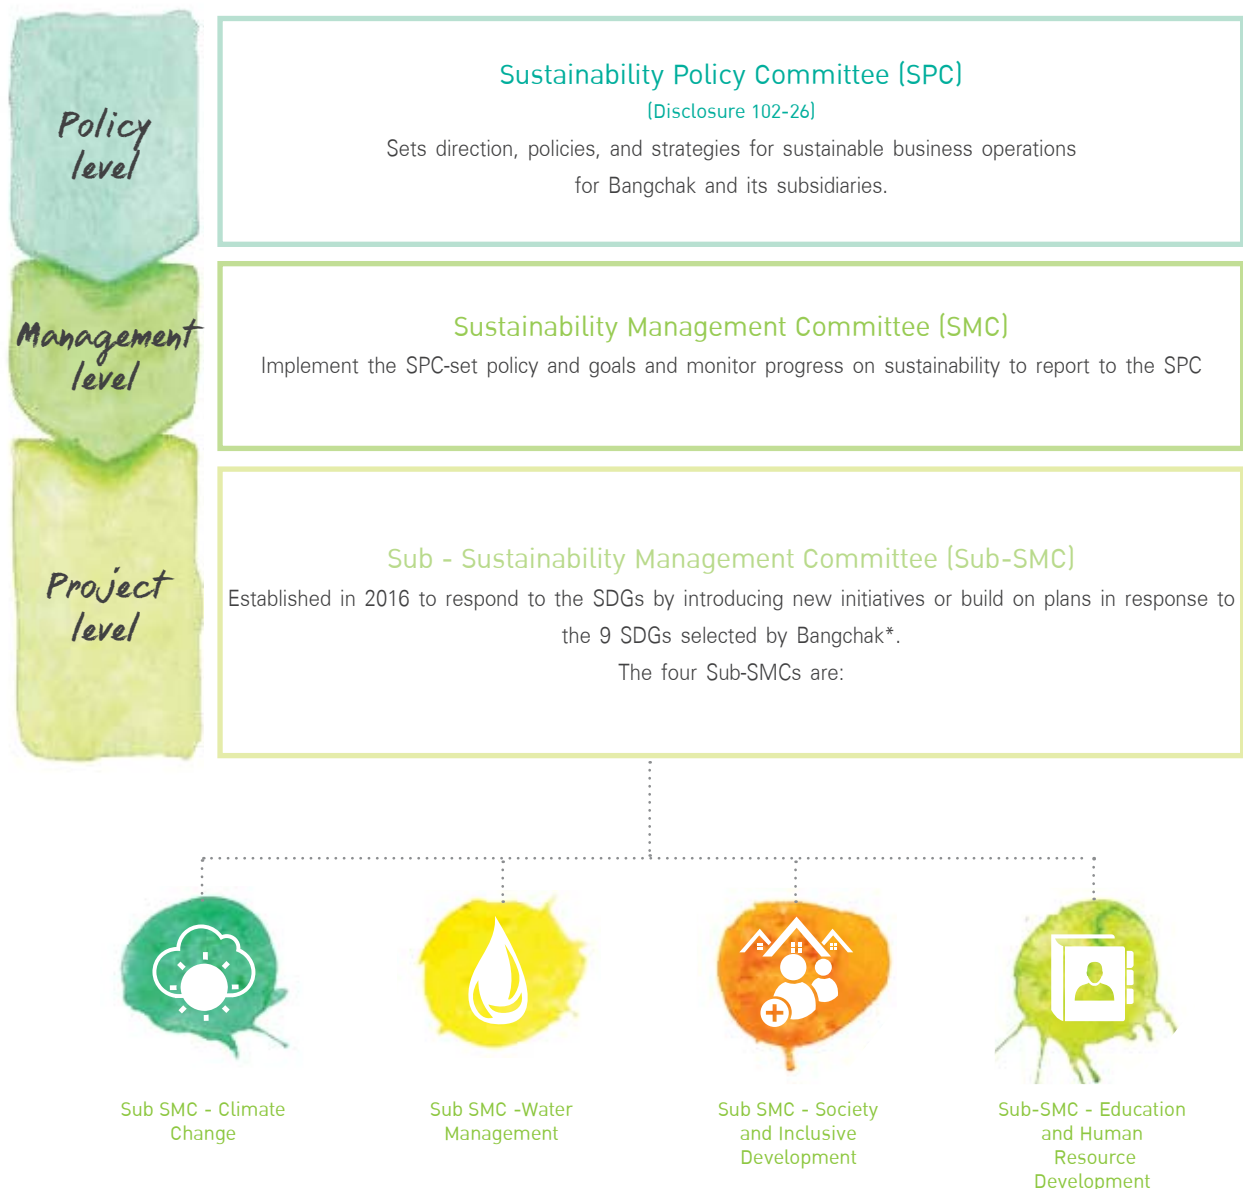 Policy
level
Sustainability Policy Committee (SPC)
(Disclosure 102-26)
Sets direction, policies, and strategies for sustainable business operations
for Bangchak and its subsidiaries.
Management
level
Sustainability Management Committee (SMC)
Implement the SPC-set policy and goals and monitor progress on sustainability to report to the SPC
Project
level
Sub - Sustainability Management Committee (Sub-SMC)
Established in 2016 to respond to the SDGs by introducing new initiatives or build on plans in response to
the 9 SDGs selected by Bangchak*.
The four Sub-SMCs are:
Sub SMC - Climate
Change
Sub SMC -Water
Management
Sub SMC - Society
and Inclusive
Development
Sub-SMC - Education
and Human
Resource
Development